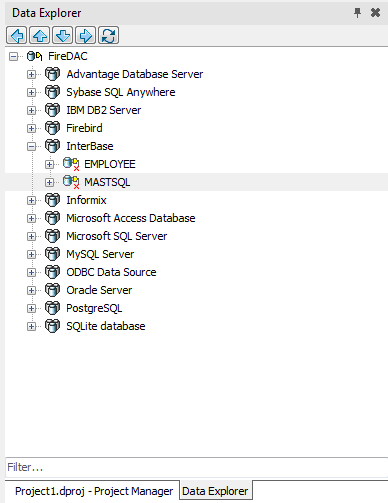 Data Explorer
FireDAC
Advantage Database Server
Sybase SQL Anywhere
IBM DB2 Server
Firebird
InterBase
EMPLOYEE
MASTSQL
Informix
Microsoft Access Database
Microsoft SQL Server
MySQL Server
ODBC Data Source
Oracle Server
PostgreSQL
SQLite database
Filter...
Project1.dproj - Project Manager Data Explorer